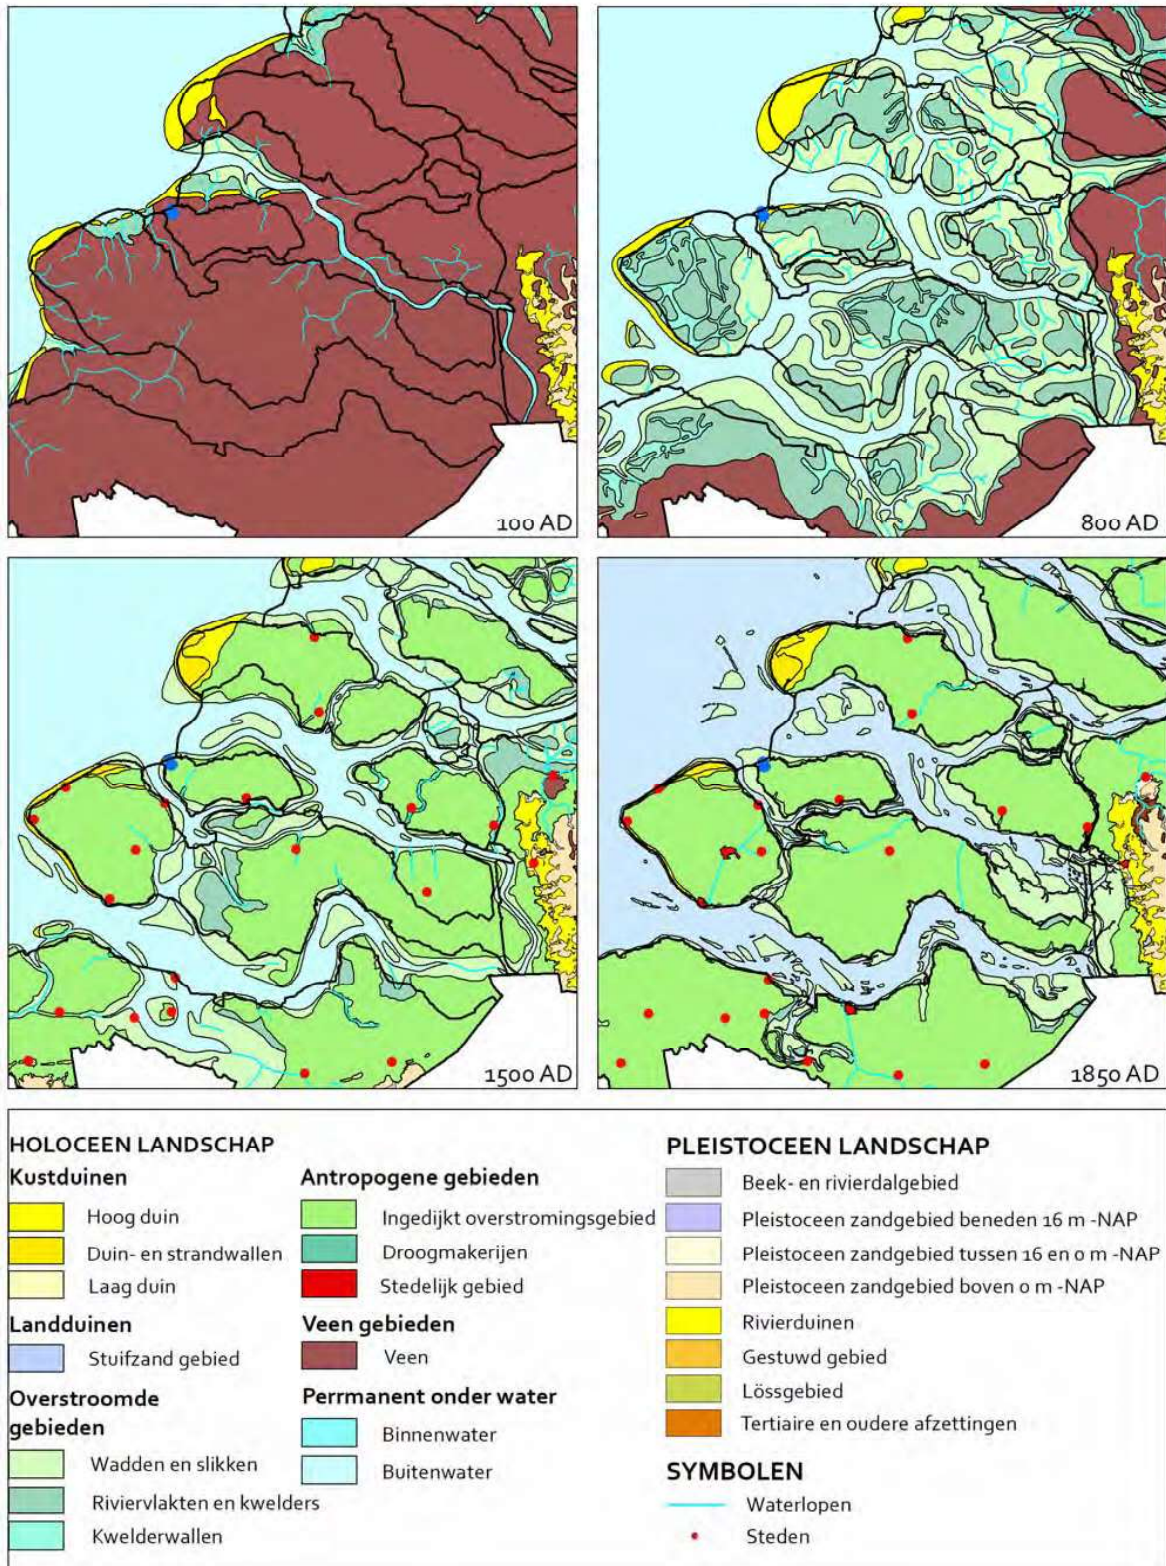 100 AD
800 AD
1500 AD
1850 AD
HOLOCEEN LANDSCHAP
Kustduinen
Hoog duin
Duin- en strandwallen
Laag duin
Landduinen
Stuifzand gebied
Overstroomde
gebieden
Wadden en slikken
Riviervlakten en kwelders
Kwelderwallen
Antropogene gebieden
Ingedijkt overstromingsgebied
Droogmakerijen
Stedelijk gebied
Veen gebieden
Veen
Perrmanent onder water
Binnenwater
Buitenwater
PLEISTOCEEN LANDSCHAP
Beek- en rivierdalgebied
Pleistoceen zandgebied beneden 16 m -NAP
Pleistoceen zandgebied tussen 16 en 0 m -NAP
Pleistoceen zandgebied boven 0 m -NAP
Rivierduinen
Gestuwd gebied
Lössgebied
Tertiaire en oudere afzettingen
SYMBOLEN
Waterlopen
Steden